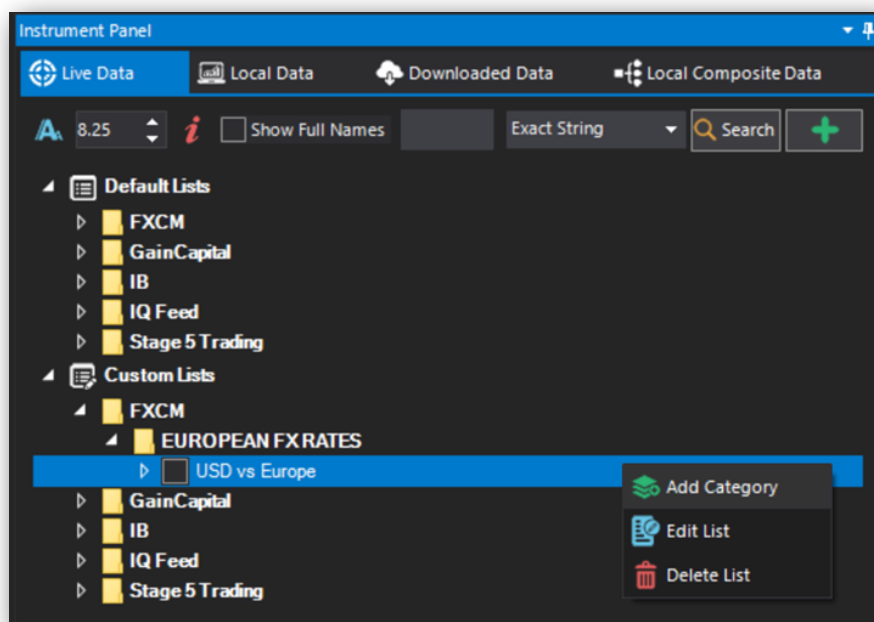 Instrument Panel
Live Data Local Data Downloaded Data Local Composite Data
8.25 Show Full Names Exact String Search
Default Lists
FXCM
GainCapital
IB
IQ Feed
Stage 5 Trading
Custom Lists
FXCM
EUROPEAN FX RATES
USD vs Europe
Add Category
GainCapital
IB
Edit List
IQ Feed
Delete List
Stage 5 Trading